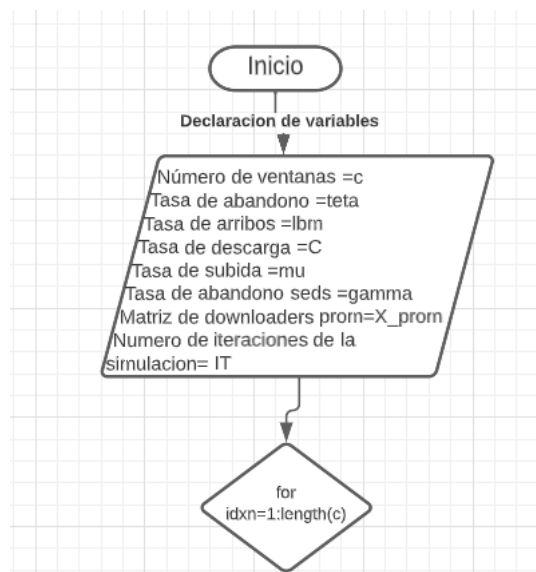 Inicio
Declaracion de variables
Número de ventanas =c
Tasa de abandono =teta
Tasa de arribos =lbm
Tasa de descarga =C
Tasa de subida =mu
Tasa de abandono seds =gamma
Matriz de downloaders prom=X_prom
Numero de iteraciones de la
simulacion= IT
for
idxn=1:length(c)